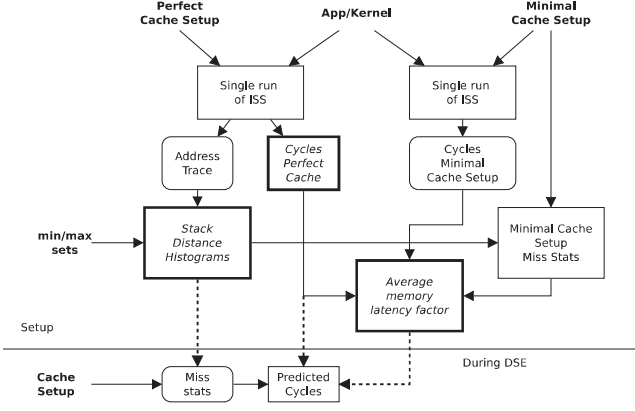 Perfect
Cache Setup
App/Kernel
Minimal
Cache Setup
Single run
of ISS
Single run
of ISS
Address
Trace
Cycles
Perfect
Cache
Cycles
Minimal
Cache Setup
min/max
sets
Stack
Distance
Histograms
Minimal Cache
Setup
Miss Stats
Average
memory
latency factor
Setup
During DSE
Cache
Setup
Miss
stats
Predicted
Cycles